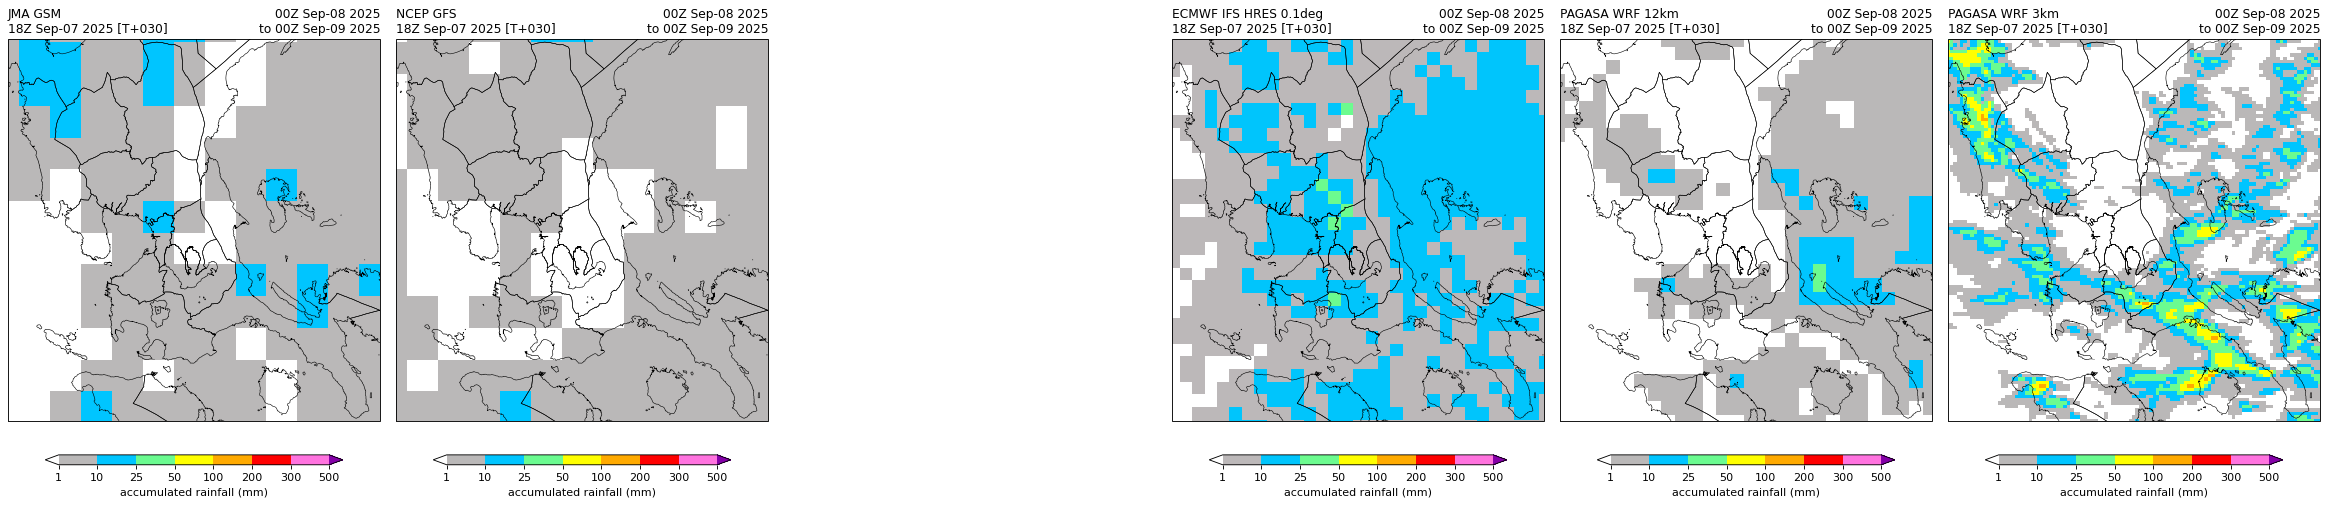 JMA GSM 00Z Sep-08 2025
18Z Sep-07 2025 [T+030] to 00Z Sep-09 2025
1 10 25 50 100 200 300 500
accumulated rainfall (mm)
NCEP GFS 00Z Sep-08 2025
18Z Sep-07 2025 [T+030] to 00Z Sep-09 2025
1 10 25 50 100 200 300 500
accumulated rainfall (mm)
ECMWF IFS HRES 0.1deg 00Z Sep-08 2025
18Z Sep-07 2025 [T+030] to 00Z Sep-09 2025
1 10 25 50 100 200 300 500
accumulated rainfall (mm)
PAGASA WRF 12km 00Z Sep-08 2025
18Z Sep-07 2025 [T+030] to 00Z Sep-09 2025
1 10 25 50 100 200 300 500
accumulated rainfall (mm)
PAGASA WRF 3km 00Z Sep-08 2025
18Z Sep-07 2025 [T+030] to 00Z Sep-09 2025
1 10 25 50 100 200 300 500
accumulated rainfall (mm)